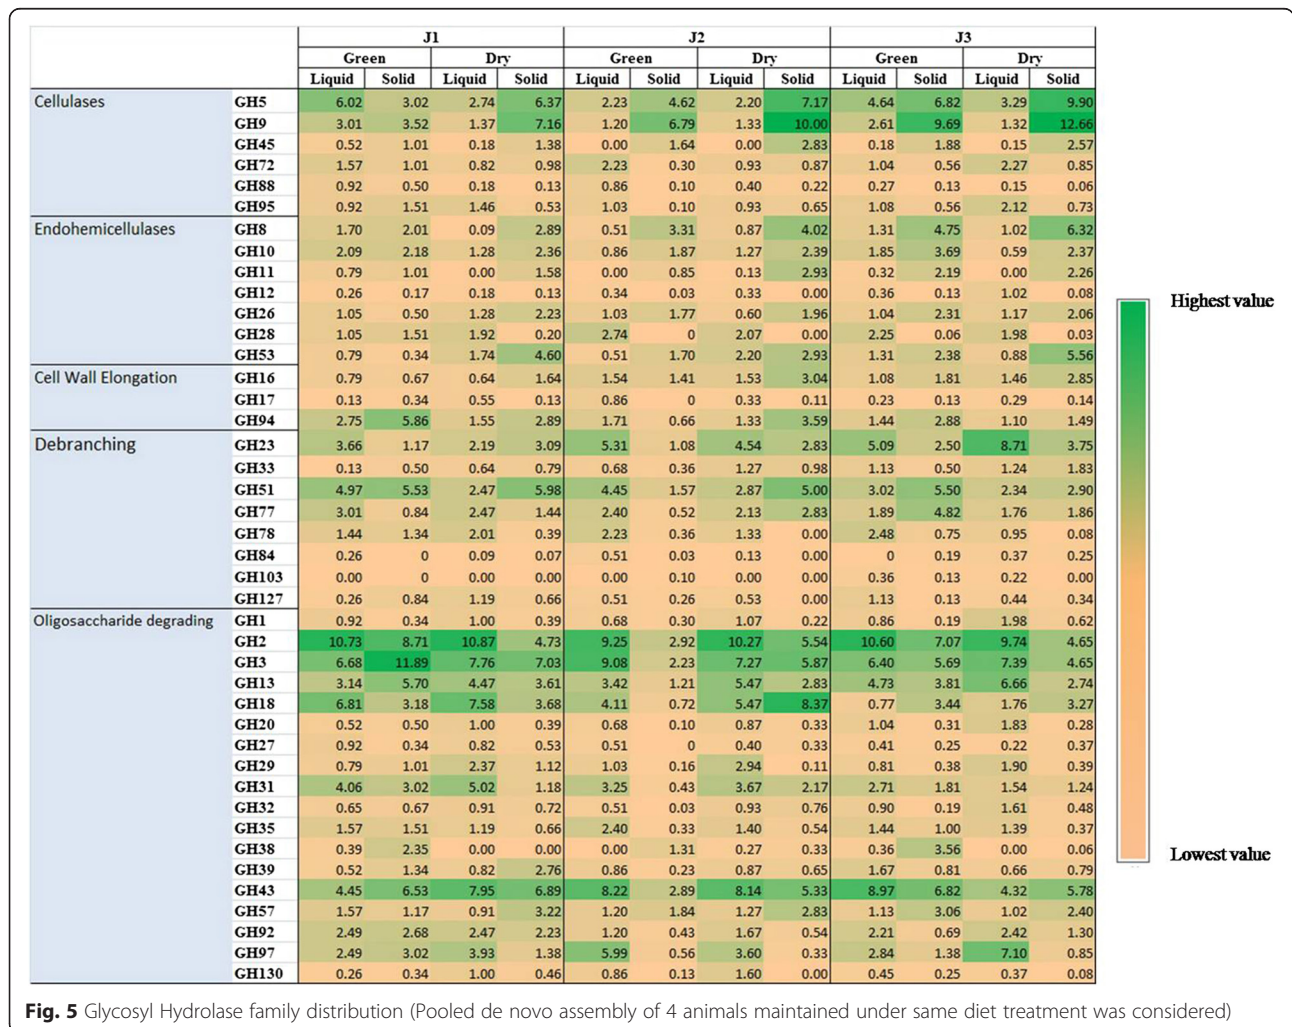 J1 J2 J3
Green Dry Green Dry Green Dry
Liquid Solid Liquid Solid Liquid Solid Liquid Solid Liquid Solid Liquid Solid
Cellulases GH5 6.02 3.02 2.74 6.37 2.23 4.62 2.20 7.17 4.64 6.82 3.29 9.90
GH9 3.01 3.52 1.37 7.16 1.20 6.79 1.33 10.00 2.61 9.69 1.32 12.66
GH45 0.52 1.01 0.18 1.38 0.00 1.64 0.00 2.83 0.18 1.88 0.15 2.57
GH72 1.57 1.01 0.82 0.98 2.23 0.30 0.93 0.87 1.04 0.56 2.27 0.85
GH88 0.92 0.50 0.18 0.13 0.86 0.10 0.40 0.22 0.27 0.13 0.15 0.06
GH95 0.92 1.51 1.46 0.53 1.03 0.10 0.93 0.65 1.08 0.56 2.12 0.73
Endohemicellulases GH8 1.70 2.01 0.09 2.89 0.51 3.31 0.87 4.02 1.31 4.75 1.02 6.32
GH10 2.09 2.18 1.28 2.36 0.86 1.87 1.27 2.39 1.85 3.69 0.59 2.37
GH11 0.79 1.01 0.00 1.58 0.00 0.85 0.13 2.93 0.32 2.19 0.00 2.26
GH12 0.26 0.17 0.18 0.13 0.34 0.03 0.33 0.00 0.36 0.13 1.02 0.08
GH26 1.05 0.50 1.28 2.23 1.03 1.77 0.60 1.96 1.04 2.31 1.17 2.06
GH28 1.05 1.51 1.92 0.20 2.74 0 2.07 0.00 2.25 0.06 1.98 0.03
GH53 0.79 0.34 1.74 4.60 0.51 1.70 2.20 2.93 1.31 2.38 0.88 5.56
Cell Wall Elongation GH16 0.79 0.67 0.64 1.64 1.54 1.41 1.53 3.04 1.08 1.81 1.46 2.85
GH17 0.13 0.34 0.55 0.13 0.86 0 0.33 0.11 0.23 0.13 0.29 0.14
GH94 2.75 5.86 1.55 2.89 1.71 0.66 1.33 3.59 1.44 2.88 1.10 1.49
Debranching GH23 3.66 1.17 2.19 3.09 5.31 1.08 4.54 2.83 5.09 2.50 8.71 3.75
GH33 0.13 0.50 0.64 0.79 0.68 0.36 1.27 0.98 1.13 0.50 1.24 1.83
GH51 4.97 5.53 2.47 5.98 4.45 1.57 2.87 5.00 3.02 5.50 2.34 2.90
GH77 3.01 0.84 2.47 1.44 2.40 0.52 2.13 2.83 1.89 4.82 1.76 1.86
GH78 1.44 1.34 2.01 0.39 2.23 0.36 1.33 0.00 2.48 0.75 0.95 0.08
GH84 0.26 0 0.09 0.07 0.51 0.03 0.13 0.00 0 0.19 0.37 0.25
GH103 0.00 0 0.00 0.00 0.00 0.10 0.00 0.00 0.36 0.13 0.22 0.00
GH127 0.26 0.84 1.19 0.66 0.51 0.26 0.53 0.00 1.13 0.13 0.44 0.34
Oligosaccharide degrading GH1 0.92 0.34 1.00 0.39 0.68 0.30 1.07 0.22 0.86 0.19 1.98 0.62
GH2 10.73 8.71 10.87 4.73 9.25 2.92 10.27 5.54 10.60 7.07 9.74 4.65
GH3 6.68 11.89 7.76 7.03 9.08 2.23 7.27 5.87 6.40 5.69 7.39 4.65
GH13 3.14 5.70 4.47 3.61 3.42 1.21 5.47 2.83 4.73 3.81 6.66 2.74
GH18 6.81 3.18 7.58 3.68 4.11 0.72 5.47 8.37 0.77 3.44 1.76 3.27
GH20 0.52 0.50 1.00 0.39 0.68 0.10 0.87 0.33 1.04 0.31 1.83 0.28
GH27 0.92 0.34 0.82 0.53 0.51 0 0.40 0.33 0.41 0.25 0.22 0.37
GH29 0.79 1.01 2.37 1.12 1.03 0.16 2.94 0.11 0.81 0.38 1.90 0.39
GH31 4.06 3.02 5.02 1.18 3.25 0.43 3.67 2.17 2.71 1.81 1.54 1.24
GH32 0.65 0.67 0.91 0.72 0.51 0.03 0.93 0.76 0.90 0.19 1.61 0.48
GH35 1.57 1.51 1.19 0.66 2.40 0.33 1.40 0.54 1.44 1.00 1.39 0.37
GH38 0.39 2.35 0.00 0.00 0.00 1.31 0.27 0.33 0.36 3.56 0.00 0.06
GH39 0.52 1.34 0.82 2.76 0.86 0.23 0.87 0.65 1.67 0.81 0.66 0.79
GH43 4.45 6.53 7.95 6.89 8.22 2.89 8.14 5.33 8.97 6.82 4.32 5.78
GH57 1.57 1.17 0.91 3.22 1.20 1.84 1.27 2.83 1.13 3.06 1.02 2.40
GH92 2.49 2.68 2.47 2.23 1.20 0.43 1.67 0.54 2.21 0.69 2.42 1.30
GH97 2.49 3.02 3.93 1.38 5.99 0.56 3.60 0.33 2.84 1.38 7.10 0.85
GH130 0.26 0.34 1.00 0.46 0.86 0.13 1.60 0.00 0.45 0.25 0.37 0.08
Highest value
Lowest value
Fig. 5 Glycosyl Hydrolase family distribution (Pooled de novo assembly of 4 animals maintained under same diet treatment was considered)